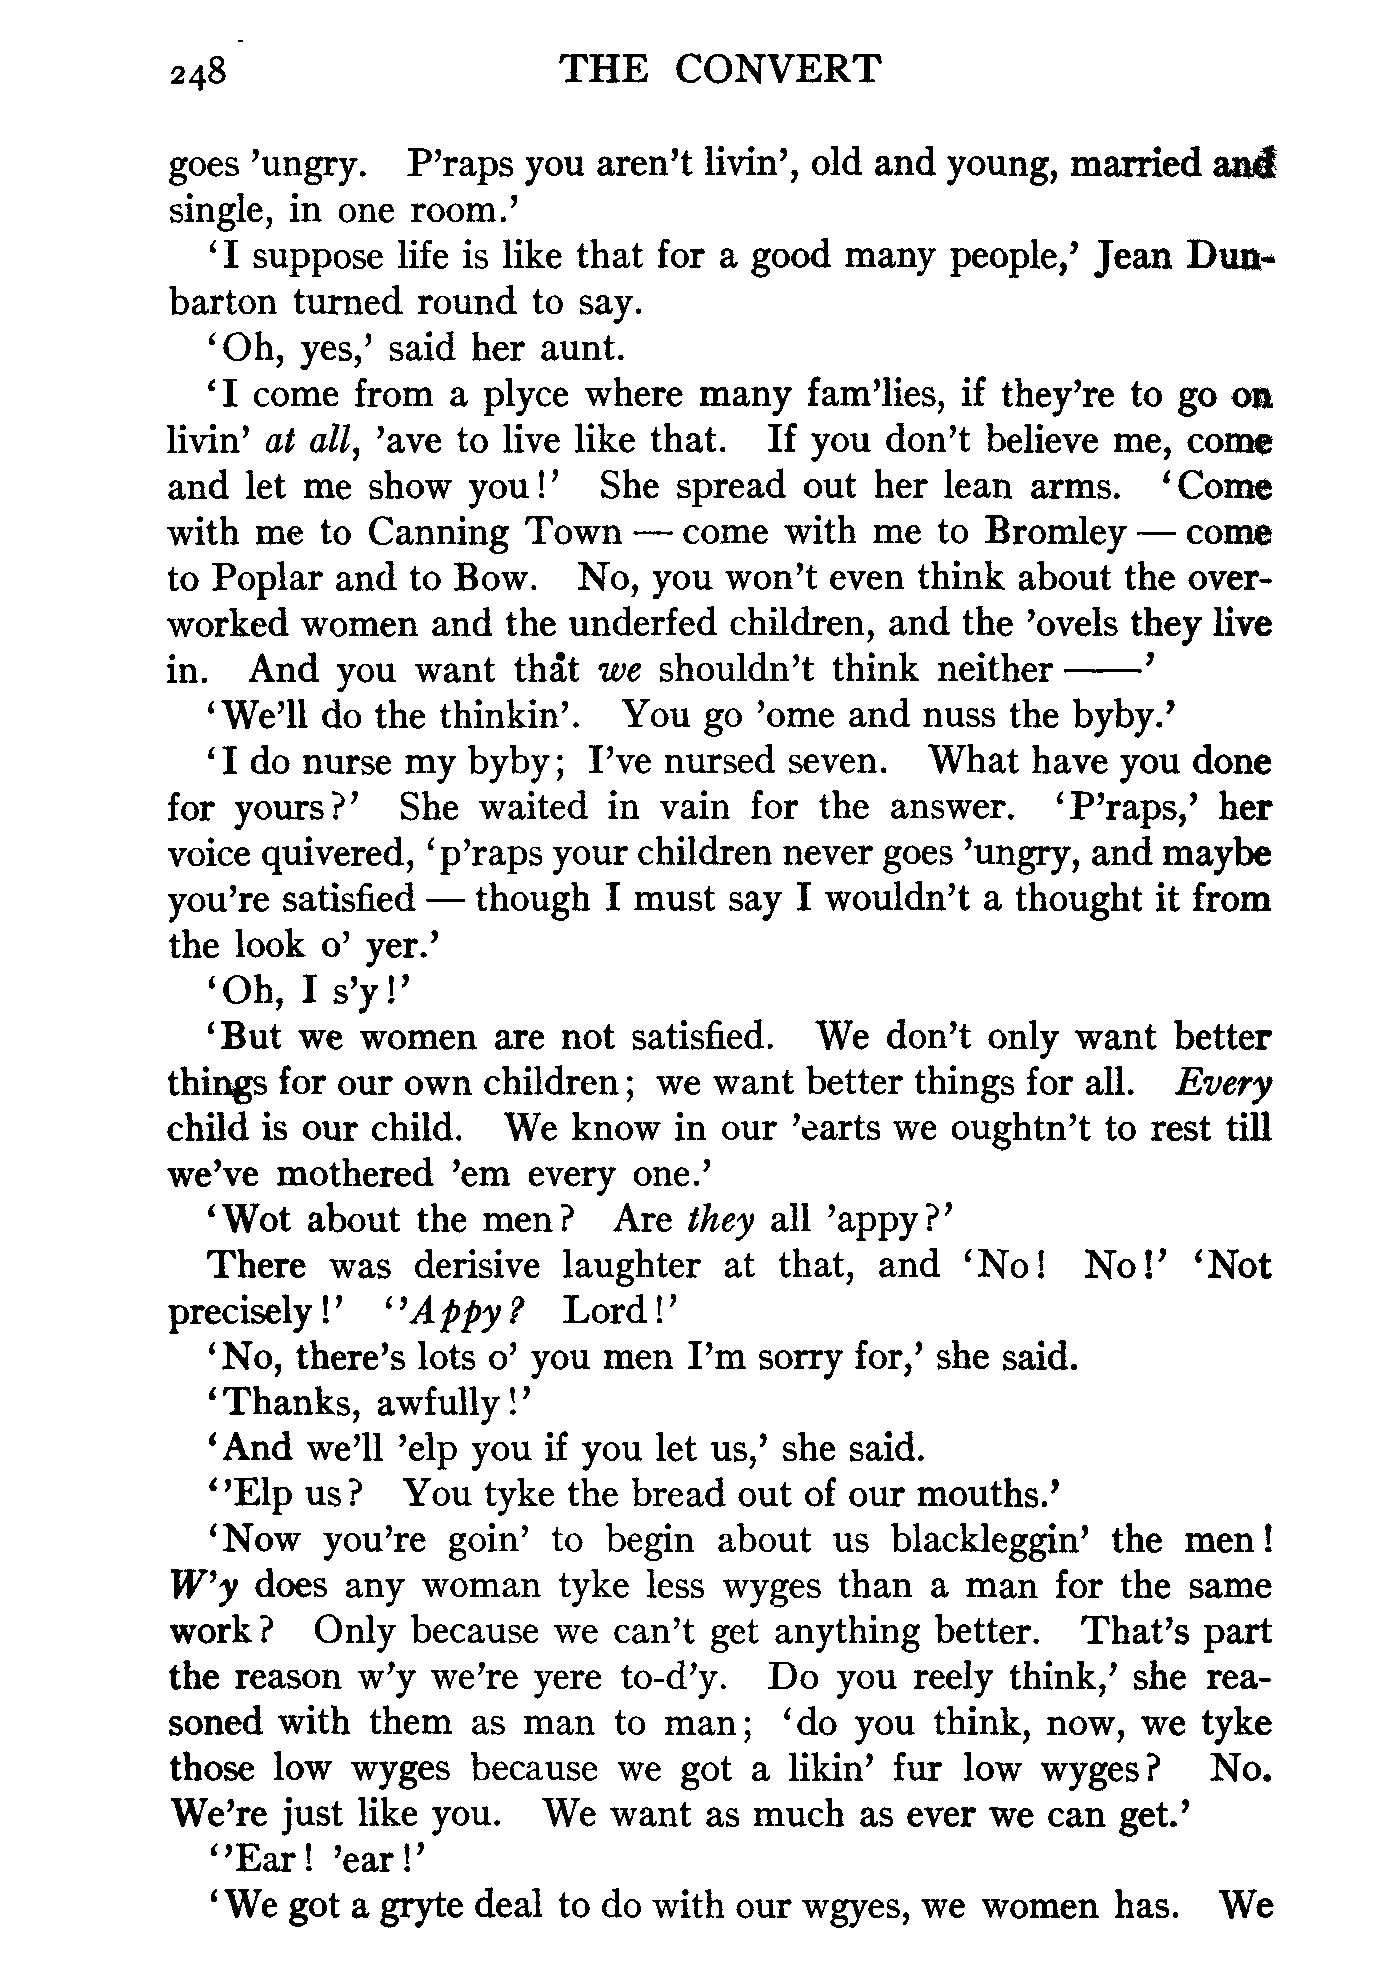 248 THE CONVERT
goes ’ungry. P’raps you aren’t livin’, old and young, married and
single, in one room.’
‘I suppose life is like that for a good many people,’ Jean Dun-
barton turned round to say.
‘Oh, yes,’ said her aunt.
‘I come from a plyce where many fam’lies, if they’re to go on
livin’ at all, ’ave to live like that. If you don’t believe me, come
and let me show you!’ She spread out her lean arms. ‘Come
with me to Canning Town — come with me to Bromley — come
to Poplar and to Bow. No, you won’t even think about the over-
worked women and the underfed children, and the ’ovels they live
in. And you want that we shouldn’t think neither ——’
‘We’ll do the thinkin’. You go ’ome and nuss the byby.’
‘I do nurse my byby; I’ve nursed seven. What have you done
for yours?’ She waited in vain for the answer. ‘P’raps,’ her
voice quivered, ‘p’raps your children never goes ’ungry, and maybe
you’re satisfied — though I must say I wouldn’t a thought it from
the look o’ yer.’
‘Oh, I s’y!’
‘But we women are not satisfied. We don’t only want better
things for our own children; we want better things for all. Every
child is our child. We know in our ’earts we oughtn’t to rest till
we’ve mothered ’em every one.’
‘Wot about the men? Are they all ’appy?’
There was derisive laughter at that, and ‘No! No!’ ‘Not
precisely!’ ‘’Appy? Lord!’
‘No, there’s lots o’ you men I’m sorry for,’ she said.
‘Thanks, awfully!’
‘And we’ll ’elp you if you let us,’ she said.
‘’Elp us? You tyke the bread out of our mouths.’
‘Now you’re goin’ to begin about us blackleggin’ the men!
W’y does any woman tyke less wyges than a man for the same
work? Only because we can’t get anything better. That’s part
the reason w’y we’re yere to-d’y. Do you reely think,’ she rea-
soned with them as man to man; ‘do you think, now, we tyke
those low wyges because we got a likin’ fur low wyges? No.
We’re just like you. We want as much as ever we can get.’
‘’Ear! ’ear!’
‘We got a gryte deal to do with our wgyes, we women has. We